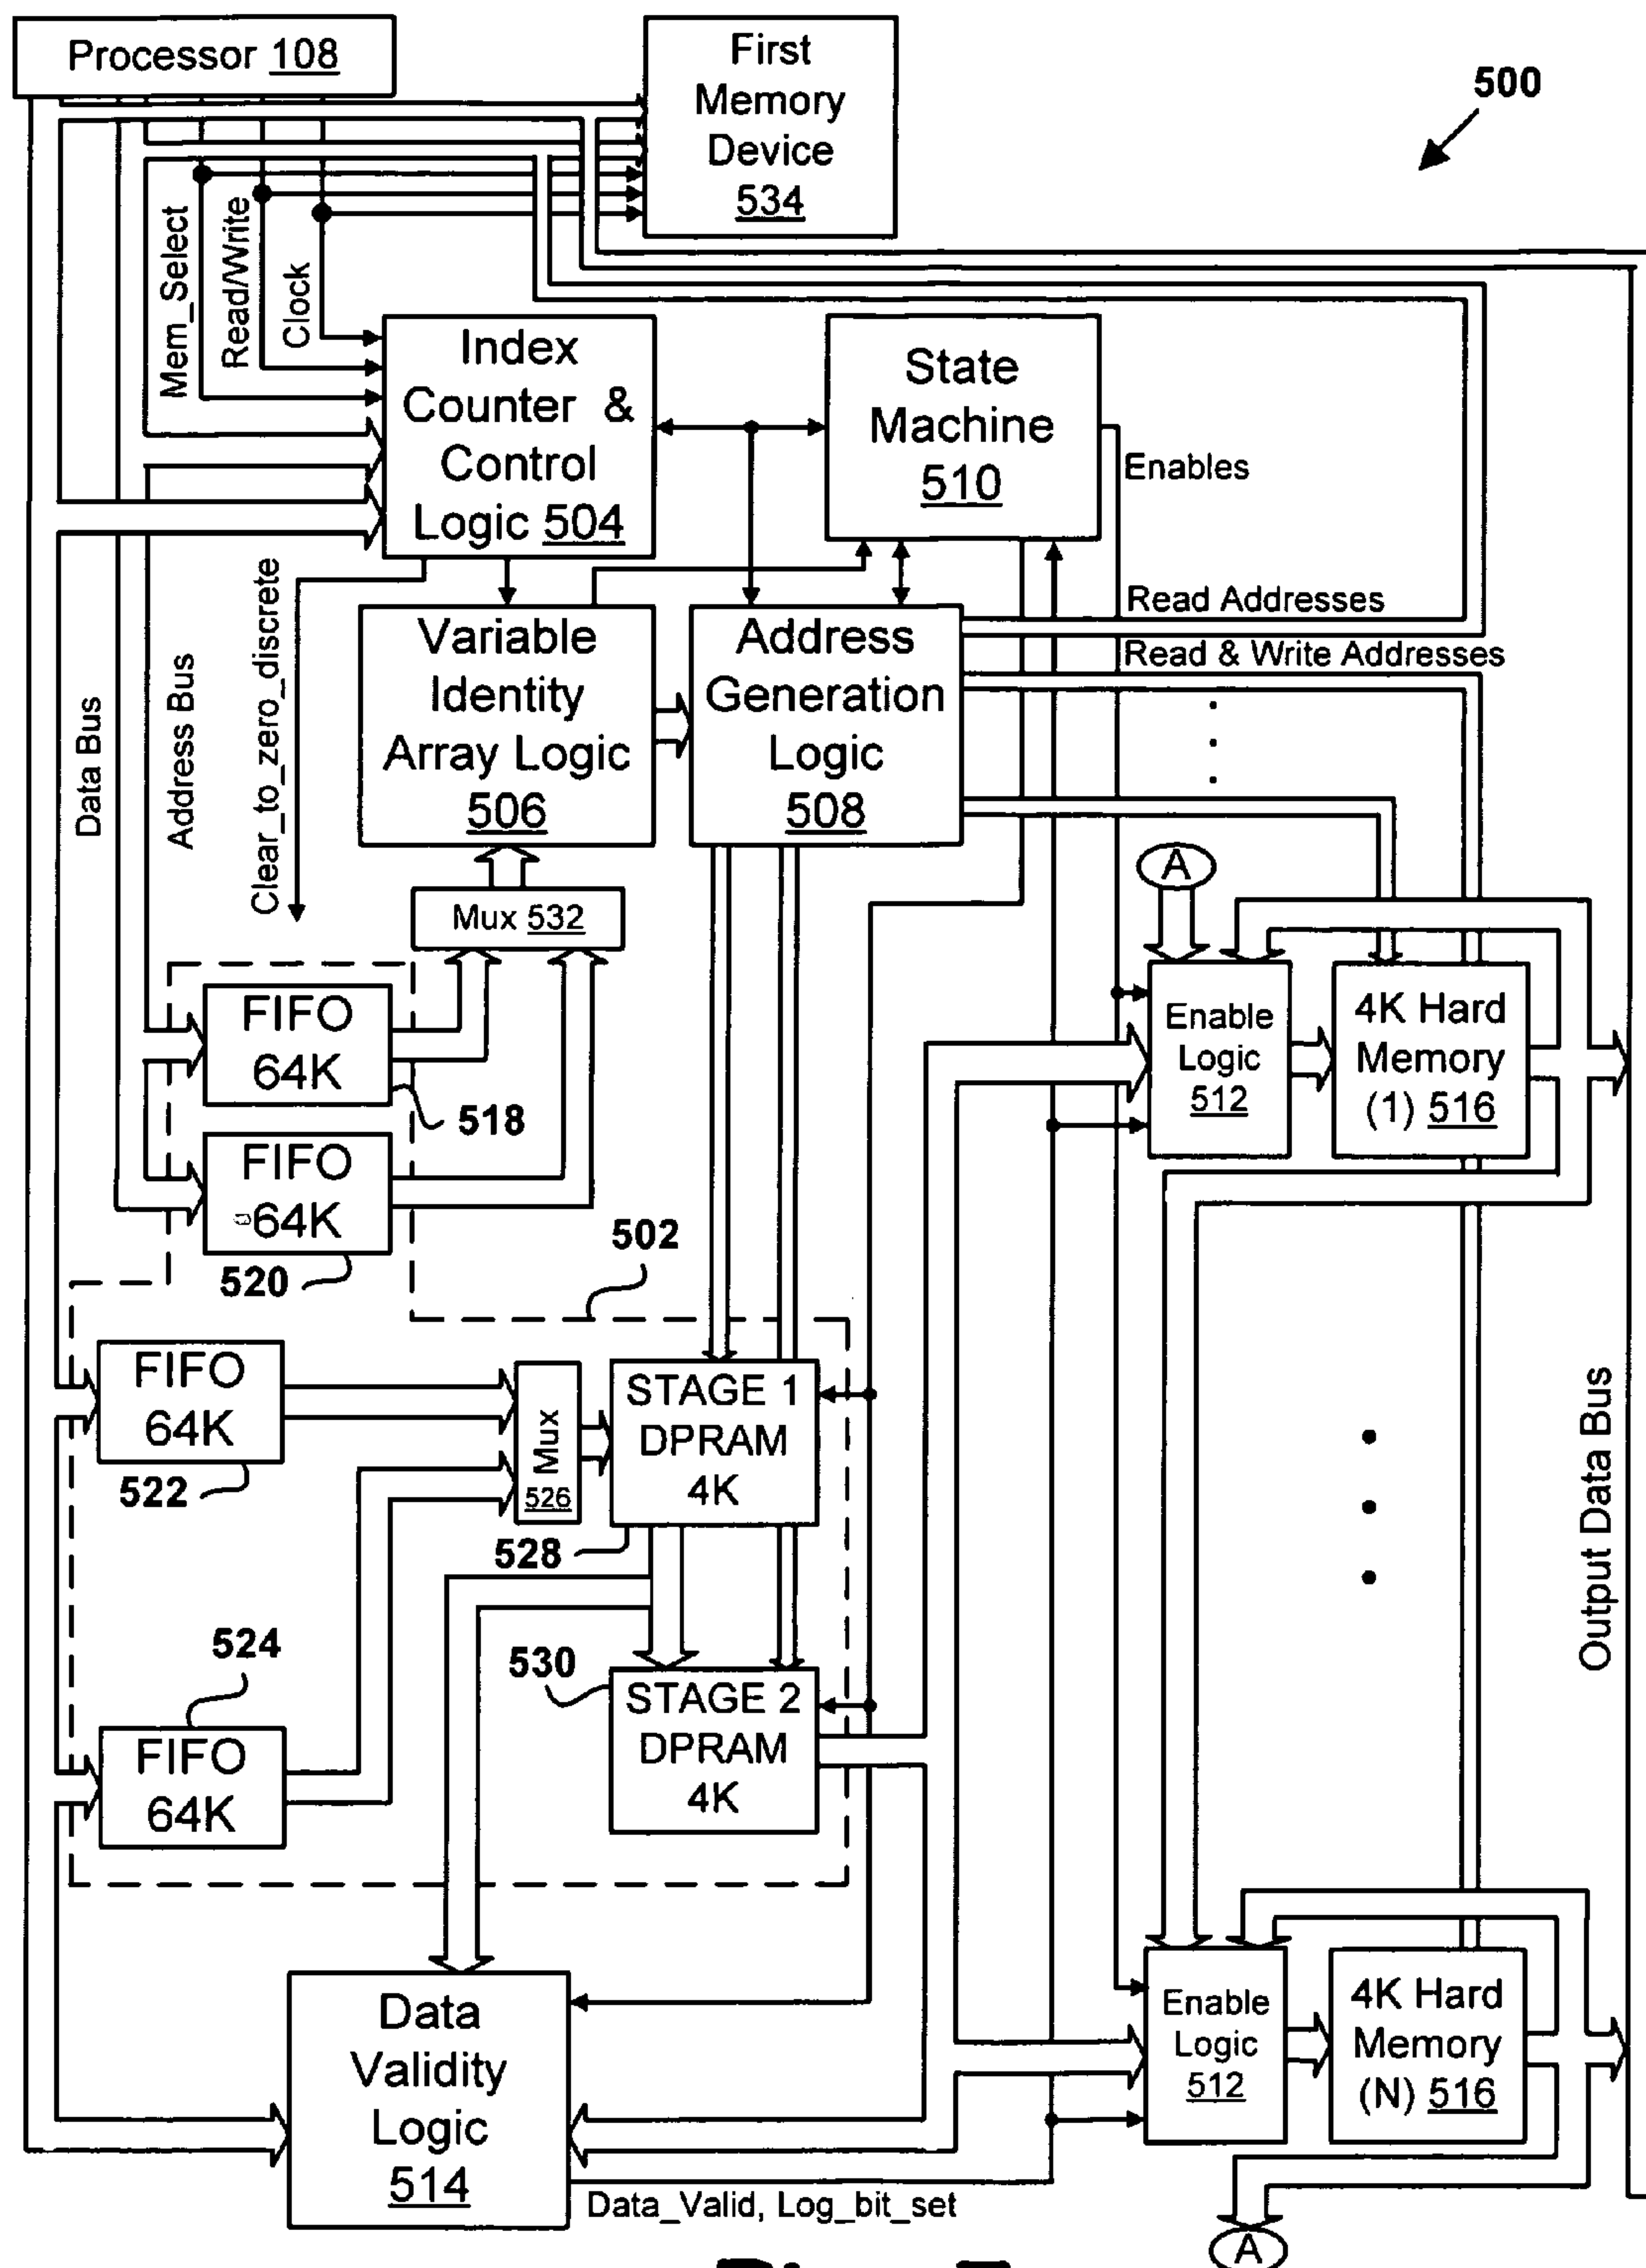 Processor 108
First
Memory
Device
534
500
Mem_Select
Read/Write
Clock
Index
Counter &
Control
Logic 504
State
Machine
510
Enables
Clear_to_zero_discrete
Data Bus
Address Bus
Variable
Identity
Array Logic
506
Address
Generation
Logic
508
Read Addresses
Read & Write Addresses
Mux 532
A
FIFO
64K
518
FIFO
64K
520
Enable
Logic
512
4K Hard
Memory
(1) 516
502
FIFO
64K
522
Mux
526
STAGE 1
DPRAM
4K
528
Output Data Bus
524
FIFO
64K
530
STAGE 2
DPRAM
4K
Data
Validity
Logic
514
Enable
Logic
512
4K Hard
Memory
(N) 516
Data_Valid, Log_bit_set
A